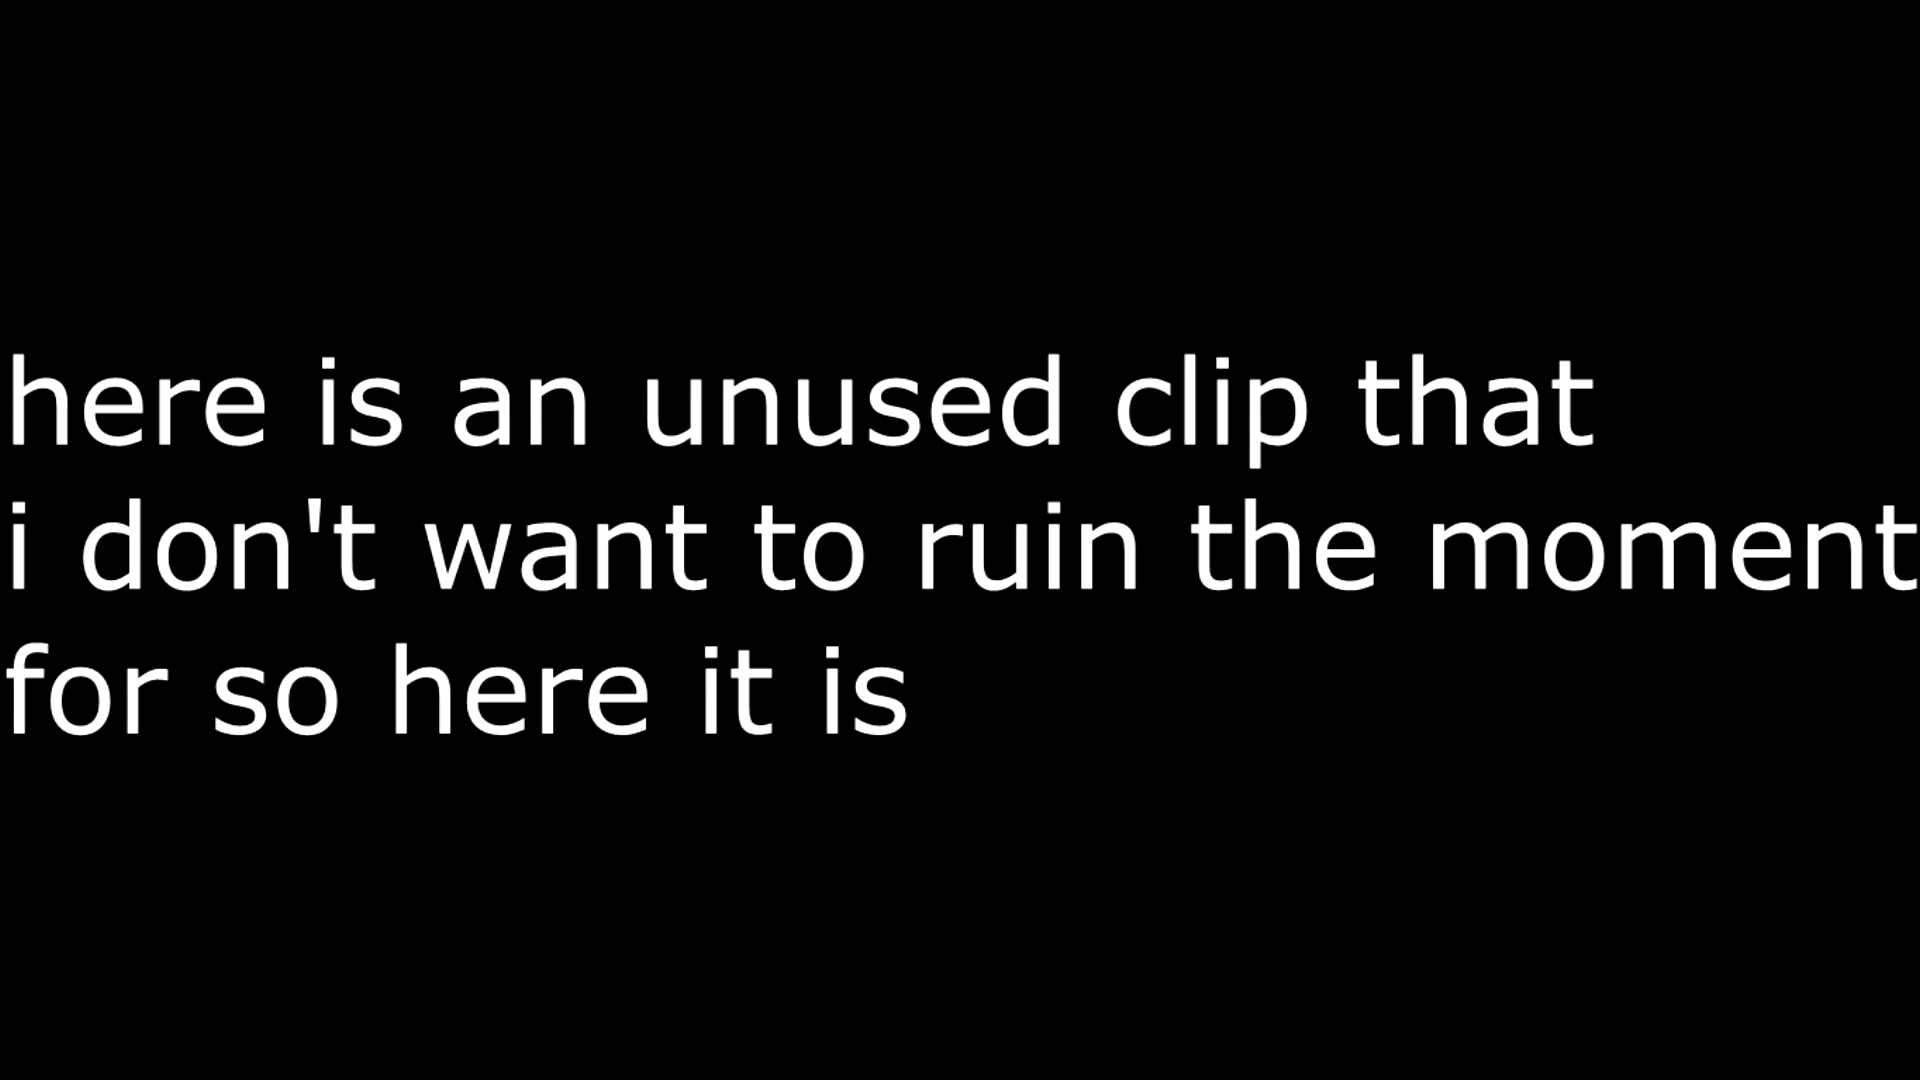 here is an unused clip that
i don't want to ruin the moment
for so here it is